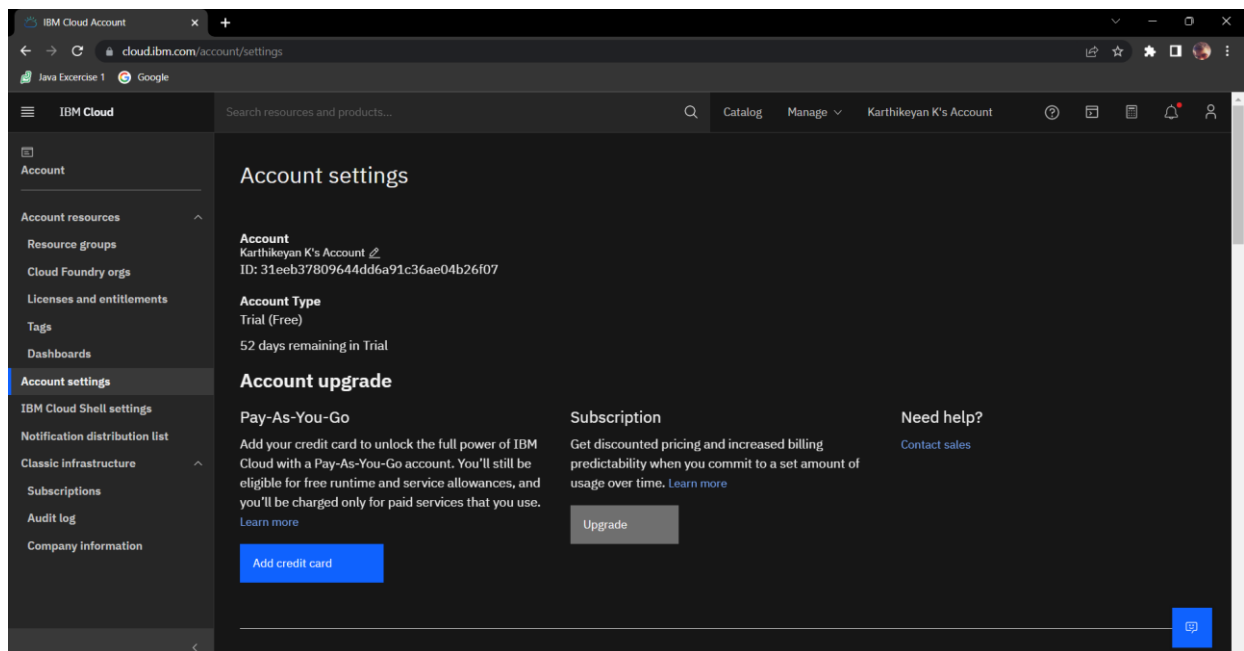 IBM Cloud Account
cloud.ibm.com/account/settings
Java Excercise 1 Google
IBM Cloud
Search resources and products...
Catalog
Manage
Karthikeyan K's Account
Account
Account resources
Resource groups
Cloud Foundry orgs
Licenses and entitlements
Tags
Dashboards
Account settings
IBM Cloud Shell settings
Notification distribution list
Classic infrastructure
Subscriptions
Audit log
Company information
Account settings
Account
Karthikeyan K's Account
ID: 31eeb37809644dd6a91c36ae04b26f07
Account Type
Trial (Free)
52 days remaining in Trial
Account upgrade
Pay-As-You-Go
Add your credit card to unlock the full power of IBM
Cloud with a Pay-As-You-Go account. You'll still be
eligible for free runtime and service allowances, and
you'll be charged only for paid services that you use.
Learn more
Add credit card
Subscription
Get discounted pricing and increased billing
predictability when you commit to a set amount of
usage over time. Learn more
Upgrade
Need help?
Contact sales